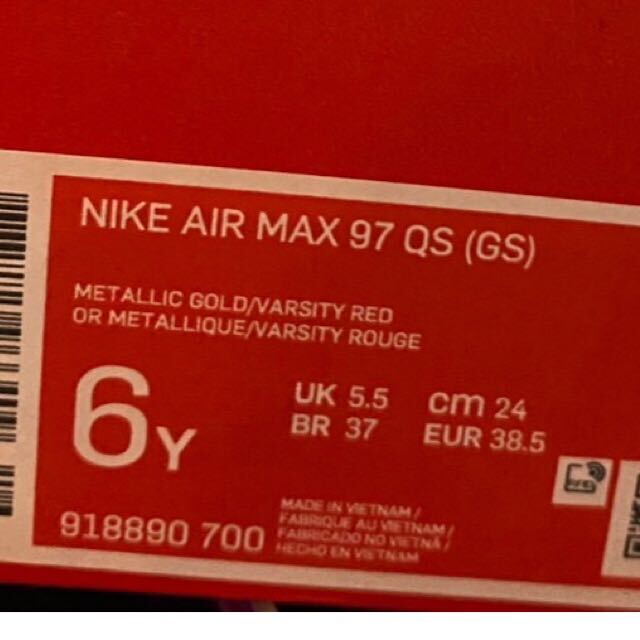 NIKE AIR MAX 97 QS (GS)
METALLIC GOLD/VARSITY RED
OR METALLIQUE/VARSITY ROUGE
6Y
UK 5.5 cm 24
BR 37 EUR 38.5
918890 700
MADE IN VIETNAM /
FABRIQUE AU VIETNAM /
FABRICADO NO VIETNÃ /
HECHO EN VIETNAM